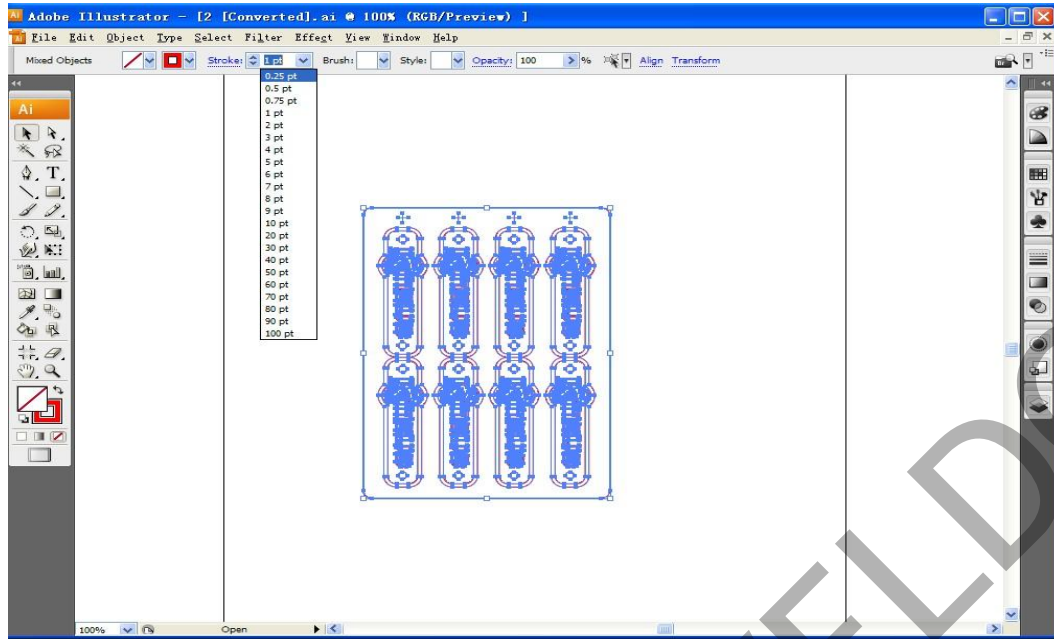 Ai Adobe Illustrator - [2 [Converted].ai @ 100% (RGB/Preview) ]
File Edit Object Type Select Filter Effect View Window Help
Mixed Objects Stroke: 1 pt Brush: Style: Opacity: 100 % Align Transform
0.25 pt
0.5 pt
0.75 pt
1 pt
2 pt
3 pt
4 pt
5 pt
6 pt
7 pt
8 pt
9 pt
10 pt
20 pt
30 pt
40 pt
50 pt
60 pt
70 pt
80 pt
90 pt
100 pt
Ai
T
100% Open